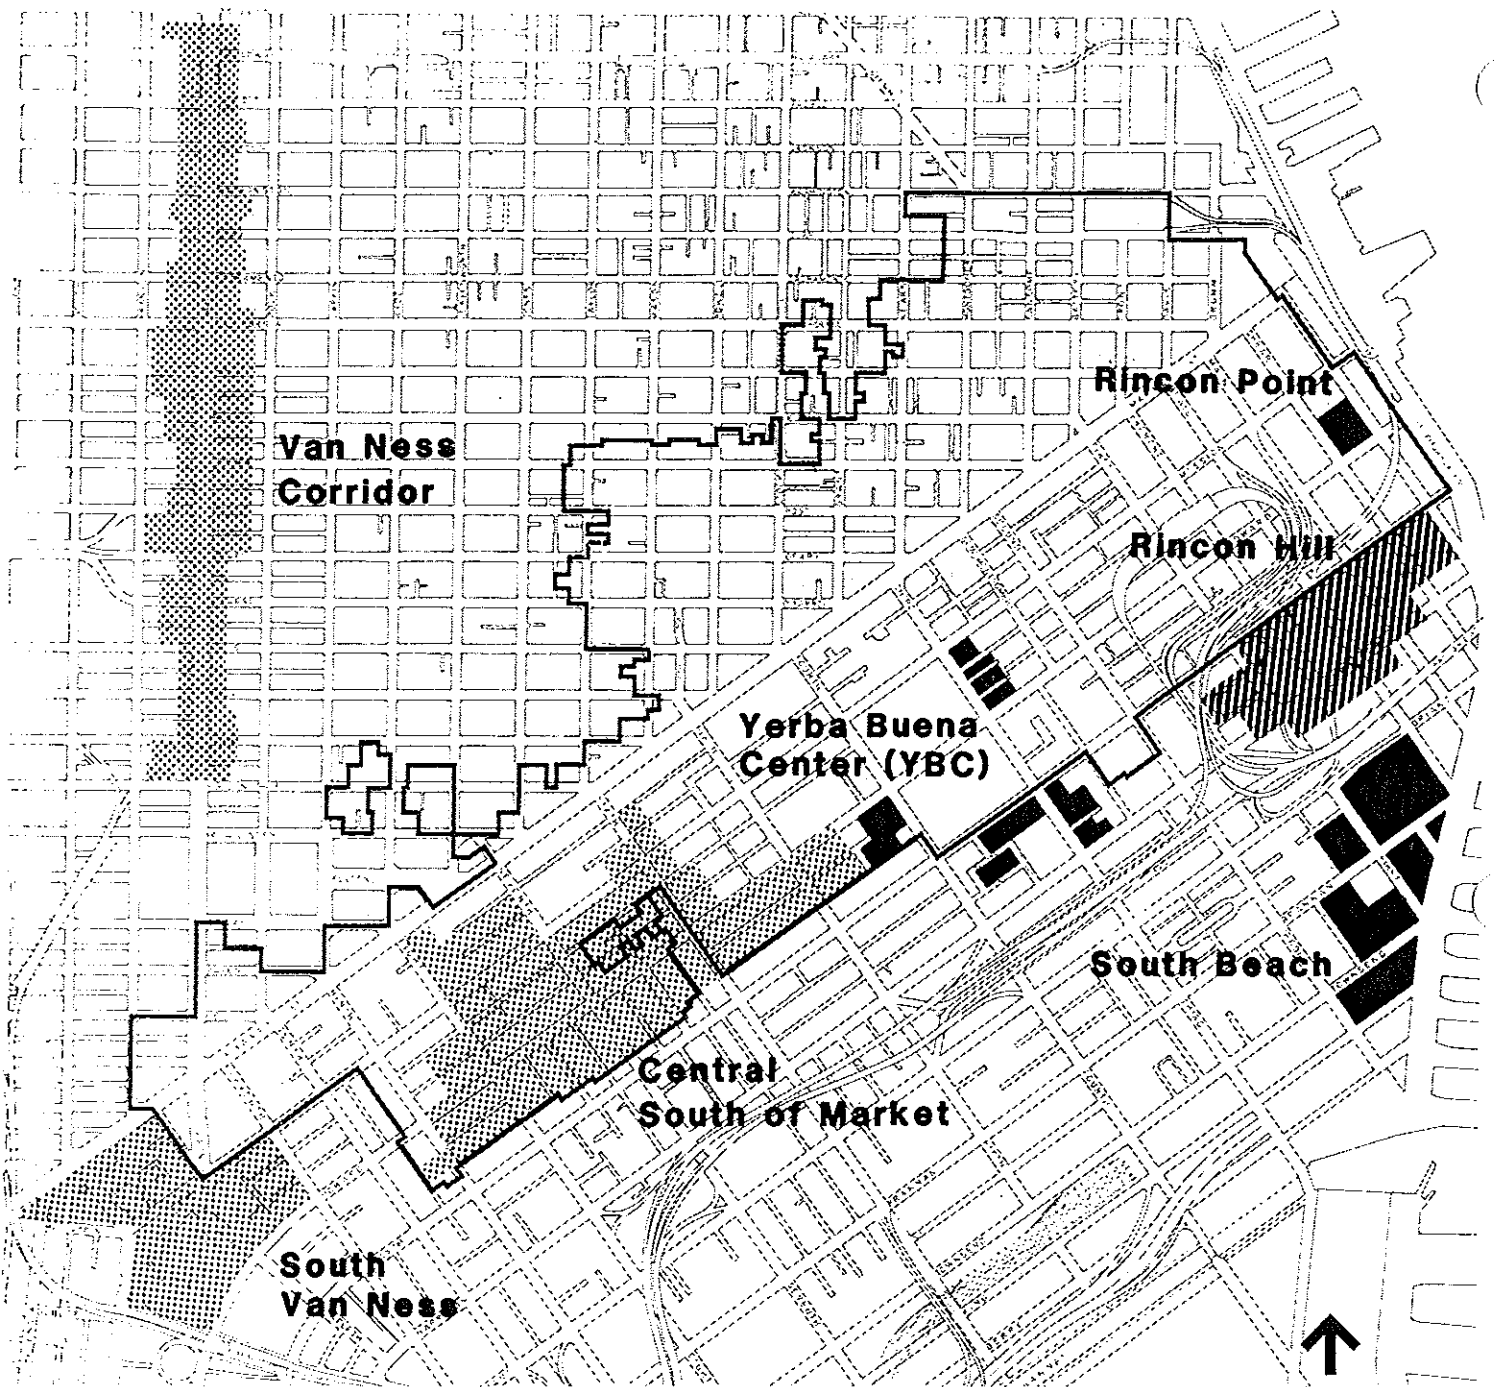 Rincon Point
Van Ness
Corridor
Rincon Hill
Yerba Buena
Center (YBC)
South Beach
Central
South of Market
South
Van Ness